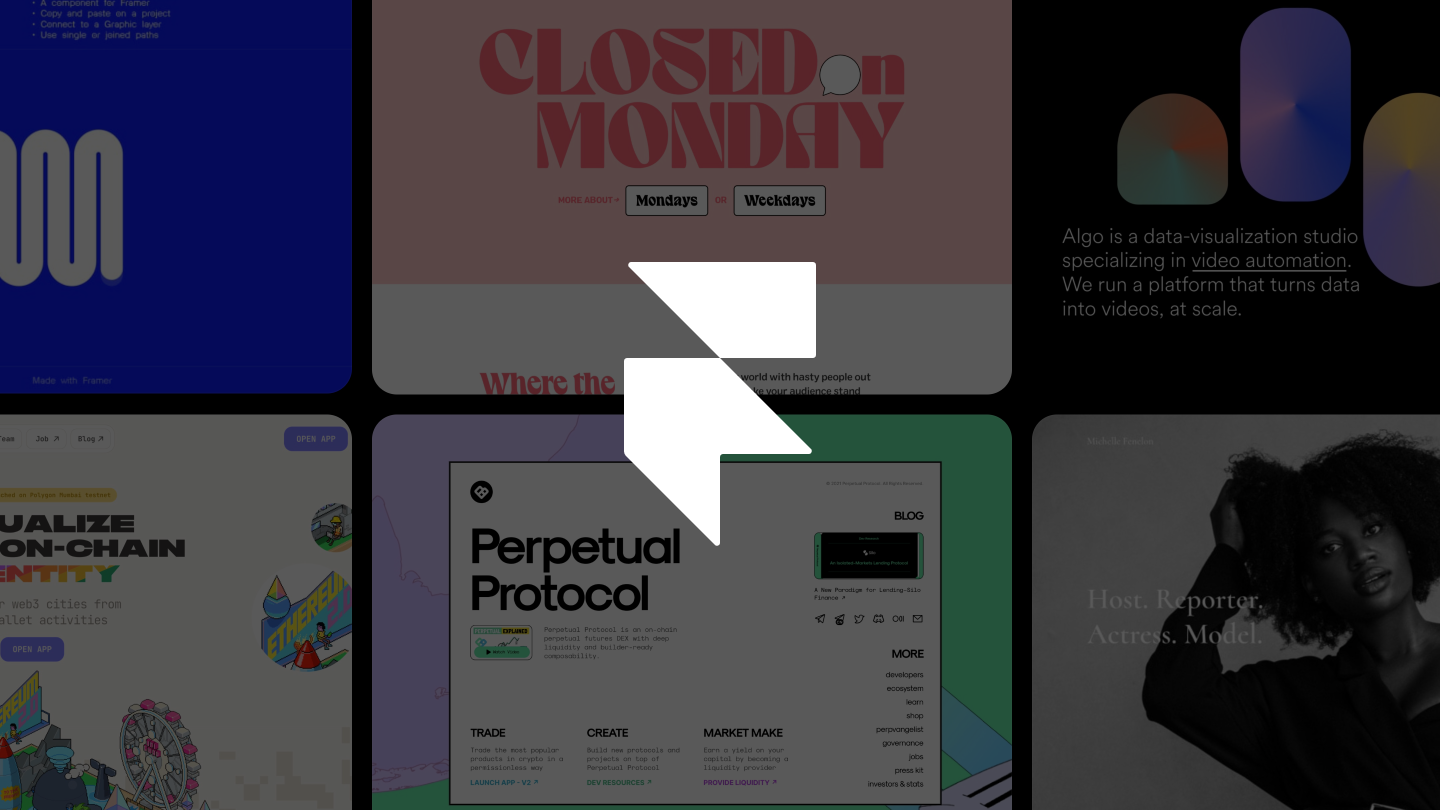 • A component for Framer
• Copy and paste on a project
• Connect to a Graphic layer
• Use single or joined paths
Made with Framer
CLOSED on
MONDAY
MORE ABOUT → Mondays OR Weekdays
Where the
world with hasty people out
your audience stand
Algo is a data-visualization studio
specializing in video automation.
We run a platform that turns data
into videos, at scale.
Team Job ↗ Blog ↗ OPEN APP
on Polygon Mumbai testnet
UALIZE
ON-CHAIN
ENTITY
web3 cities from
allet activities
OPEN APP
ETHEREUM
EREUM
© 2023 Perpetual Protocol. All Rights Reserved
Perpetual
Protocol
EXPLAINED
Watch Video
Perpetual Protocol is an on-chain
perpetual futures DEX with deep
liquidity and builder-ready
composability.
BLOG
A New Paradigm for Lending-Silo
Finance ↗
MORE
developers
ecosystem
learn
shop
perpvangelist
governance
jobs
press kit
investors & stats
TRADE
Trade the most popular
products in crypto in a
permissionless way
LAUNCH APP - V2 ↗
CREATE
Build new protocols and
projects on top of
Perpetual Protocol
DEV RESOURCES ↗
MARKET MAKE
Earn a yield on your
capital by becoming a
liquidity provider
PROVIDE LIQUIDITY ↗
Michelle
Host. Reporter.
Actress. Model.